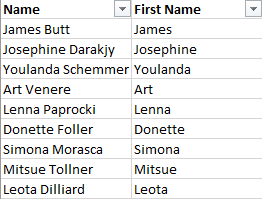 Name First Name
James Butt James
Josephine Darakjy Josephine
Youlanda Schemmer Youlanda
Art Venere Art
Lenna Paprocki Lenna
Donette Foller Donette
Simona Morasca Simona
Mitsue Tollner Mitsue
Leota Dilliard Leota